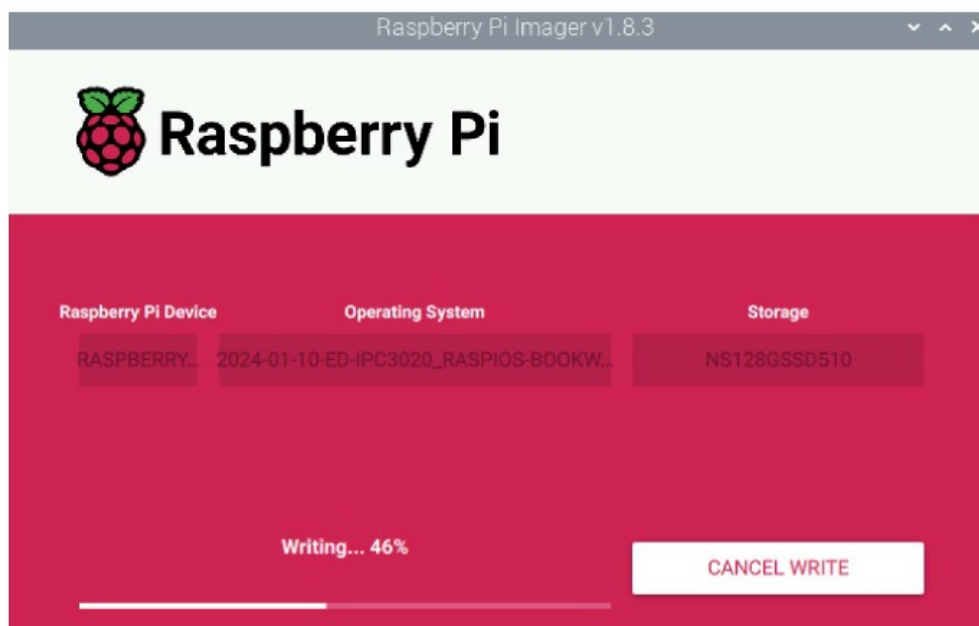 Raspberry Pi Imager v1.8.3
Raspberry Pi
Raspberry Pi Device Operating System Storage
RASPBERRY... 2024-01-10-ED-IPC3020_RASPIOS-BOOKW... NS128GSSD510
Writing... 46%
CANCEL WRITE